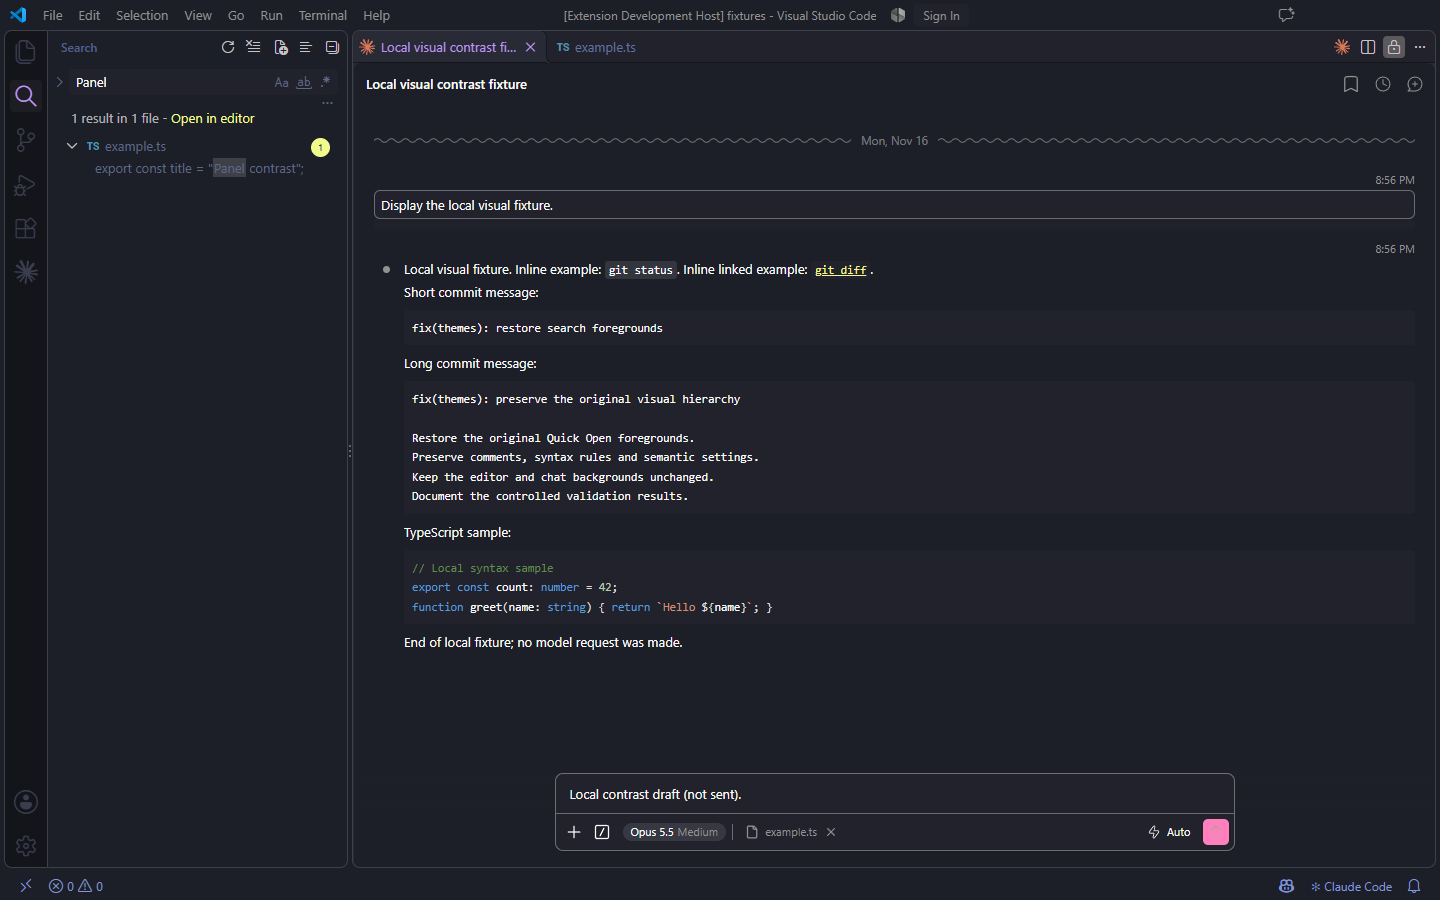 File Edit Selection View Go Run Terminal Help
[Extension Development Host] fixtures - Visual Studio Code
Sign In
Search
Panel
Aa ab .*
1 result in 1 file - Open in editor
TS example.ts 1
export const title = "Panel contrast";
Local visual contrast fi...
TS example.ts
Local visual contrast fixture
Mon, Nov 16
8:56 PM
Display the local visual fixture.
8:56 PM
Local visual fixture. Inline example: git status. Inline linked example: git diff.
Short commit message:
fix(themes): restore search foregrounds
Long commit message:
fix(themes): preserve the original visual hierarchy
Restore the original Quick Open foregrounds.
Preserve comments, syntax rules and semantic settings.
Keep the editor and chat backgrounds unchanged.
Document the controlled validation results.
TypeScript sample:
// Local syntax sample
export const count: number = 42;
function greet(name: string) { return `Hello ${name}`; }
End of local fixture; no model request was made.
Local contrast draft (not sent).
Opus 5.5 Medium
example.ts
Auto
0 0
Claude Code